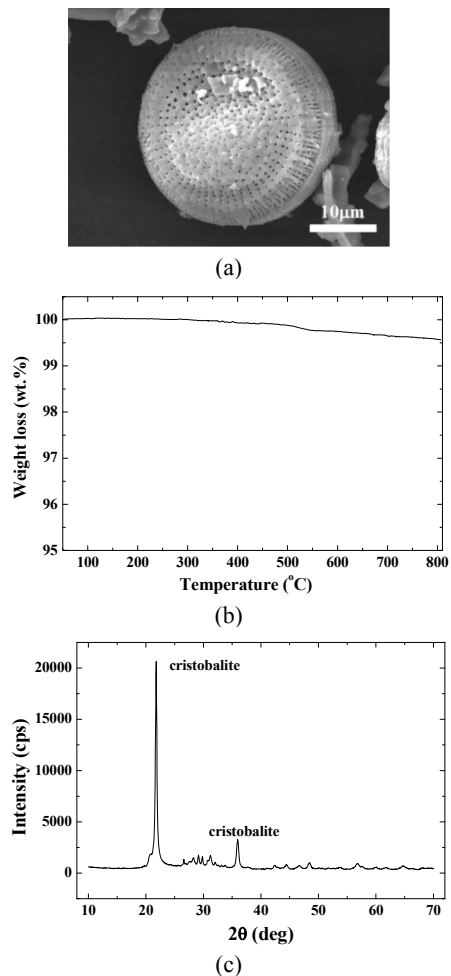 10μm
(a)
100
99
98
97
96
95
Weight loss (wt.%)
100 200 300 400 500 600 700 800
Temperature (°C)
(b)
20000
15000
10000
5000
0
Intensity (cps)
cristobalite
cristobalite
10 20 30 40 50 60 70
2θ (deg)
(c)